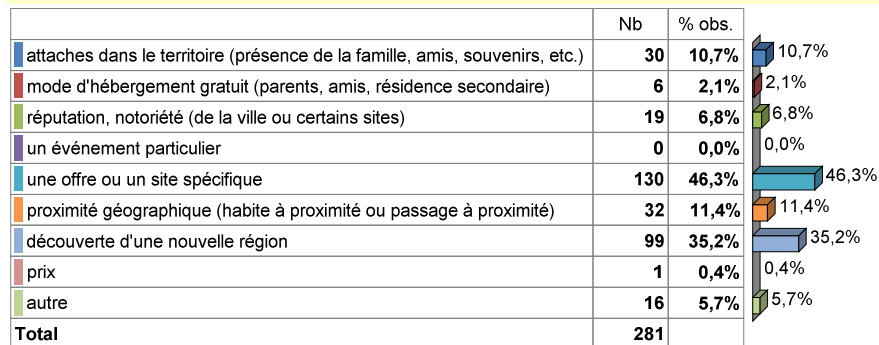 Nb % obs.
attaches dans le territoire (présence de la famille, amis, souvenirs, etc.) 30 10,7% 10,7%
mode d'hébergement gratuit (parents, amis, résidence secondaire) 6 2,1% 2,1%
réputation, notoriété (de la ville ou certains sites) 19 6,8% 6,8%
un événement particulier 0 0,0% 0,0%
une offre ou un site spécifique 130 46,3% 46,3%
proximité géographique (habite à proximité ou passage à proximité) 32 11,4% 11,4%
découverte d'une nouvelle région 99 35,2% 35,2%
prix 1 0,4% 0,4%
autre 16 5,7% 5,7%
Total 281